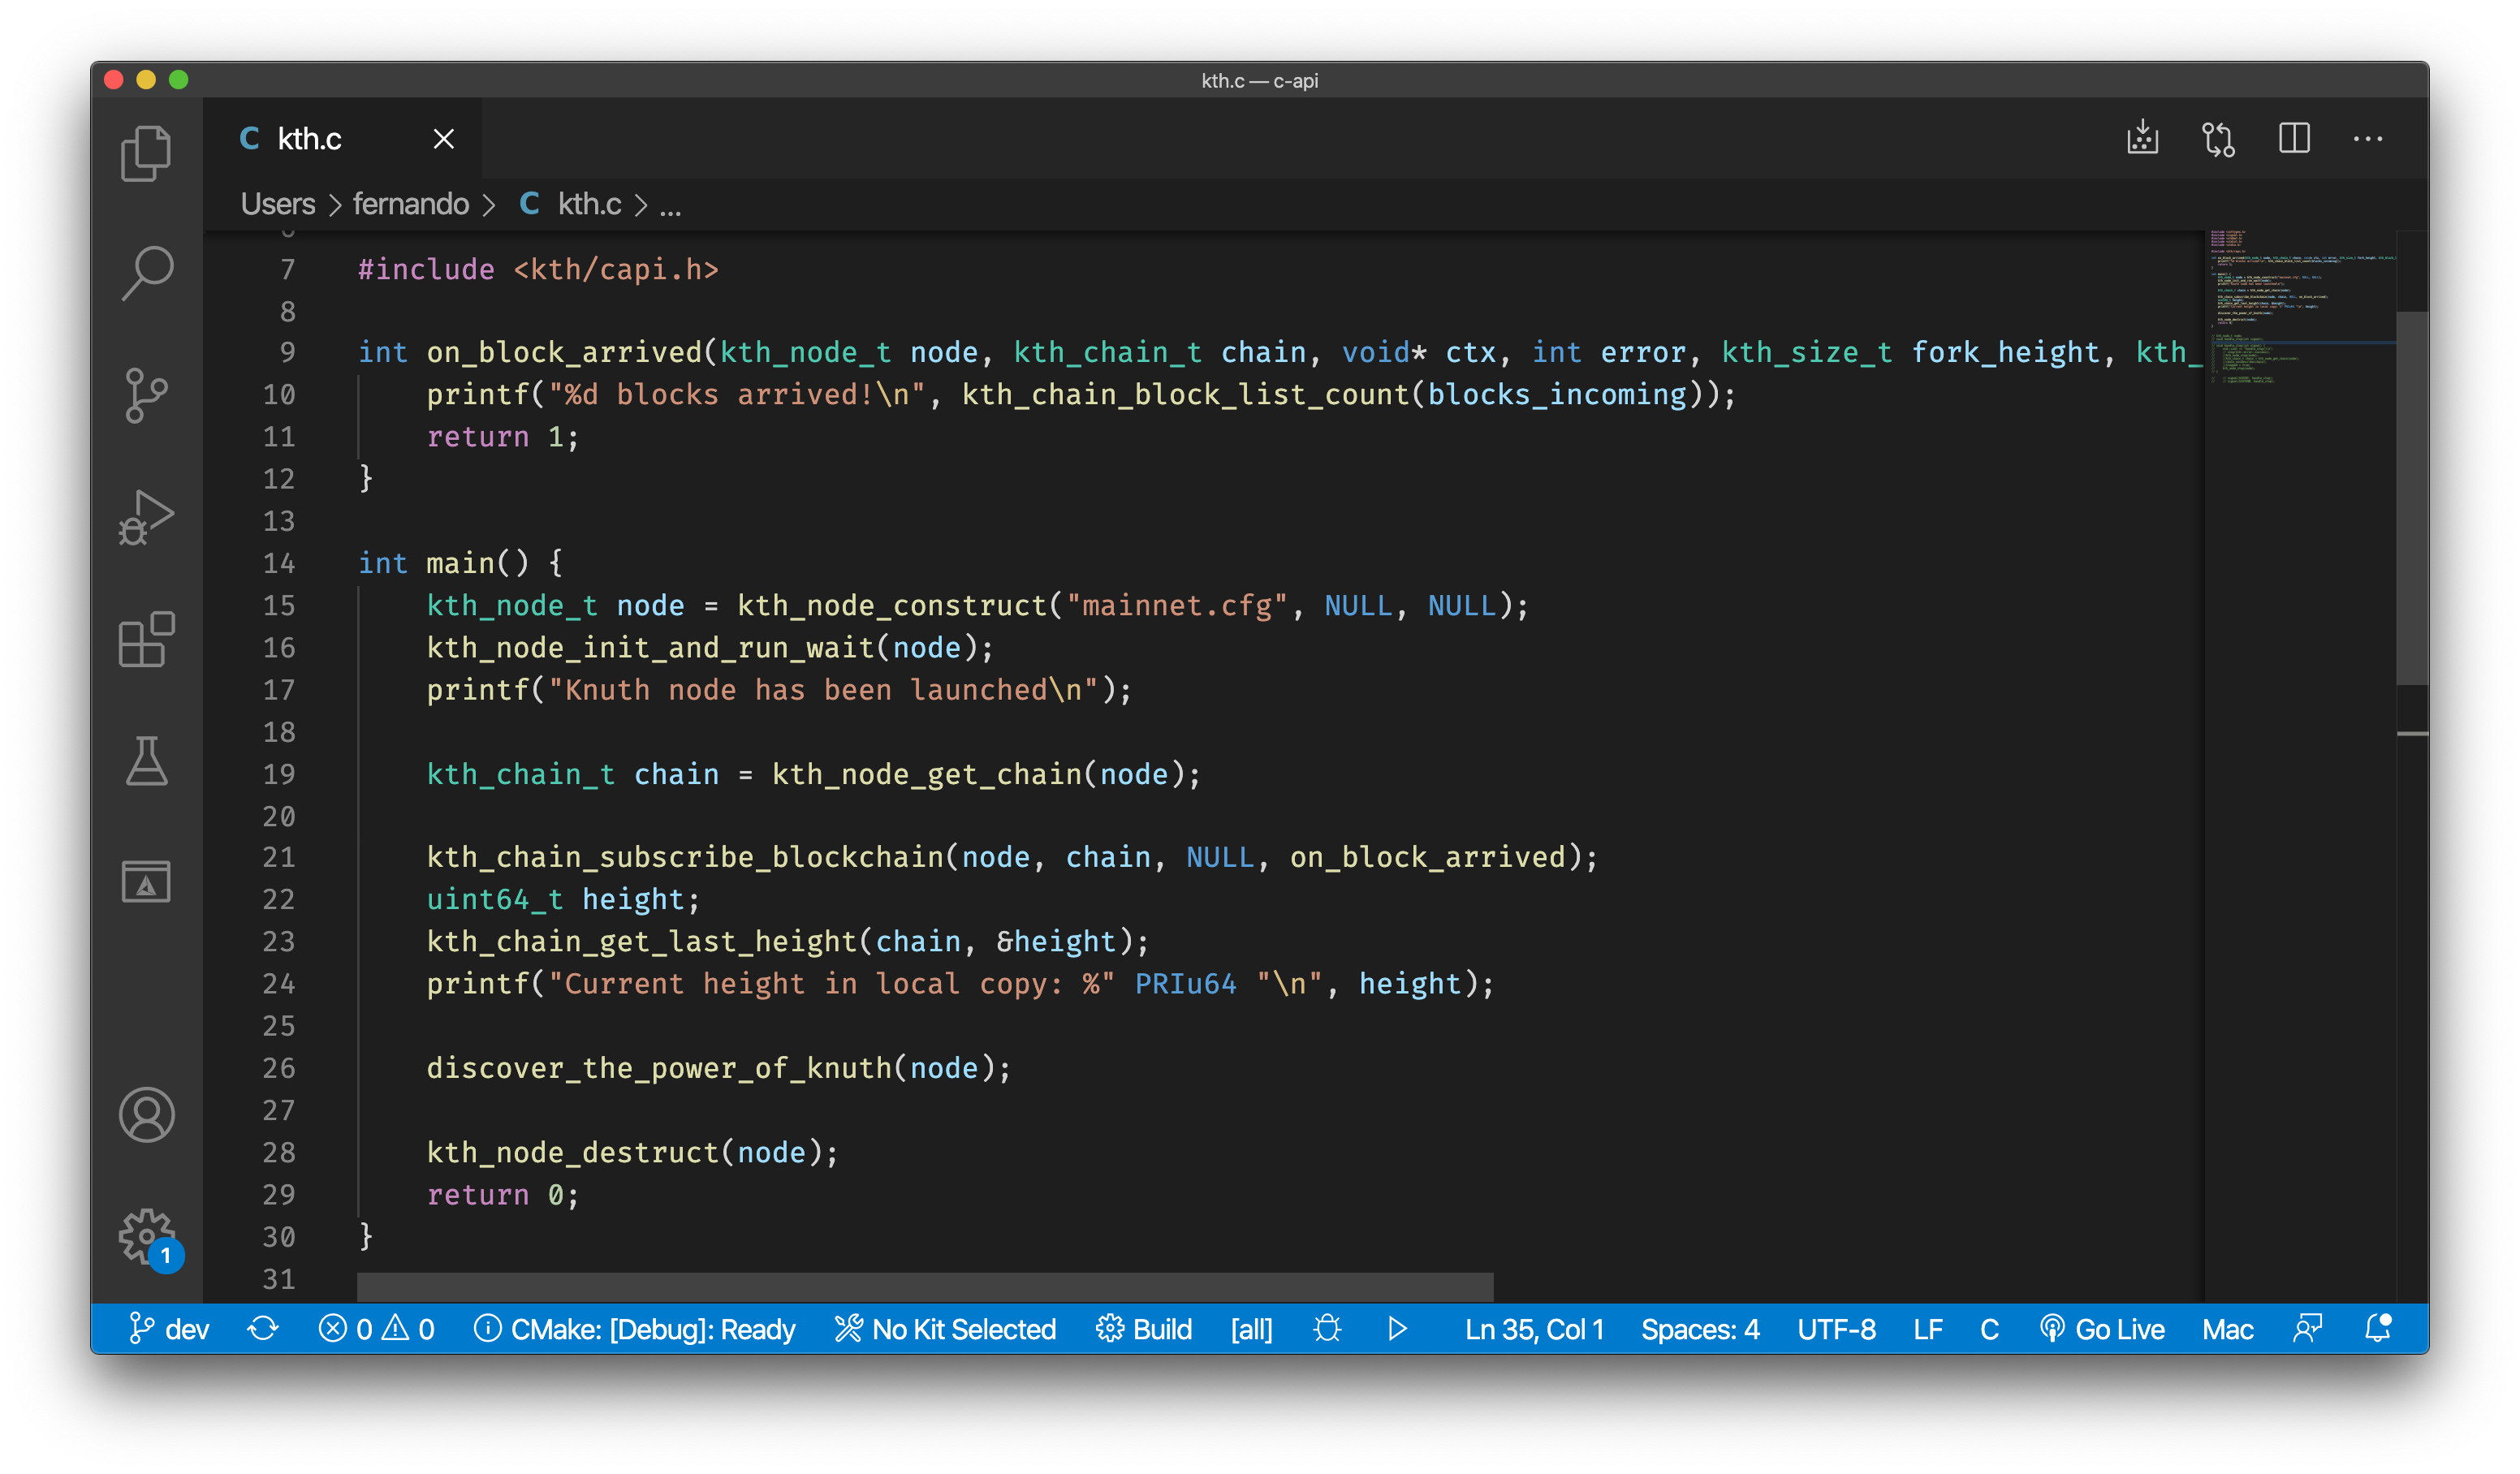 kth.c — c-api
C kth.c
Users > fernando > C kth.c > ...
6
7 #include <kth/capi.h>
8
9 int on_block_arrived(kth_node_t node, kth_chain_t chain, void* ctx, int error, kth_size_t fork_height, kth_
10     printf("%d blocks arrived!\n", kth_chain_block_list_count(blocks_incoming));
11     return 1;
12 }
13
14 int main() {
15     kth_node_t node = kth_node_construct("mainnet.cfg", NULL, NULL);
16     kth_node_init_and_run_wait(node);
17     printf("Knuth node has been launched\n");
18
19     kth_chain_t chain = kth_node_get_chain(node);
20
21     kth_chain_subscribe_blockchain(node, chain, NULL, on_block_arrived);
22     uint64_t height;
23     kth_chain_get_last_height(chain, &height);
24     printf("Current height in local copy: %" PRIu64 "\n", height);
25
26     discover_the_power_of_knuth(node);
27
28     kth_node_destruct(node);
29     return 0;
30 }
31
1
dev 0 0 CMake: [Debug]: Ready No Kit Selected Build [all] Ln 35, Col 1 Spaces: 4 UTF-8 LF C Go Live Mac